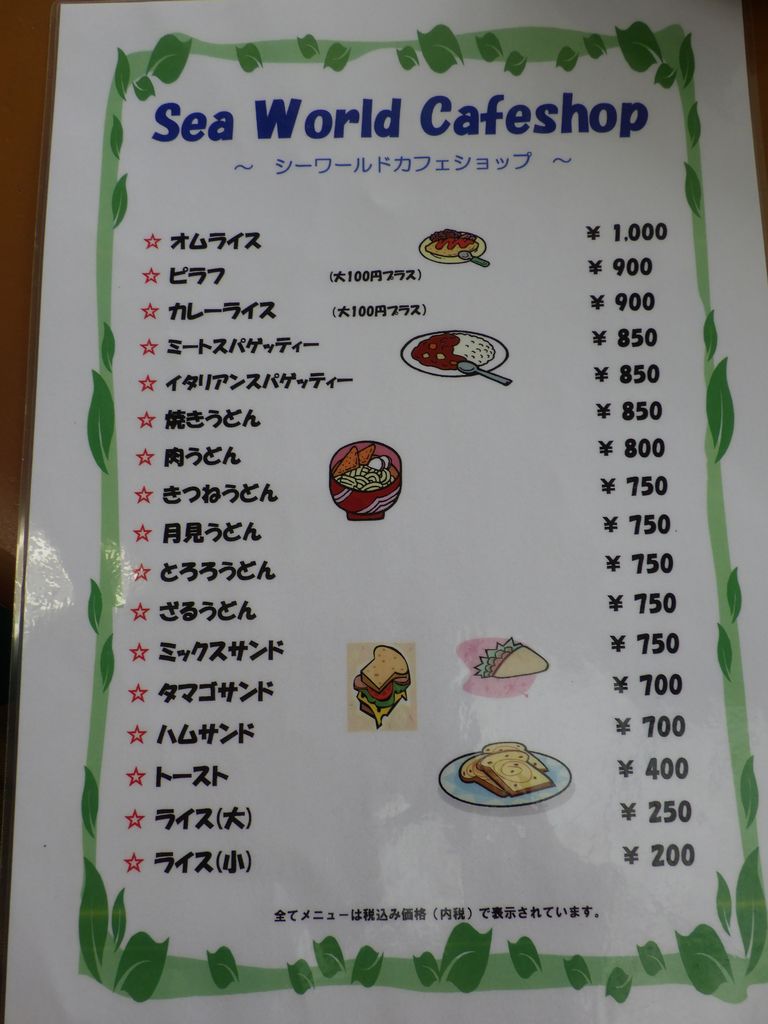 Sea World Cafeshop
～ シーワールドカフェショップ ～
☆ オムライス ￥ 1.000
☆ ピラフ (大100円プラス) ￥ 900
☆ カレーライス (大100円プラス) ￥ 900
☆ ミートスパゲッティー ￥ 850
☆ イタリアンスパゲッティー ￥ 850
☆ 焼きうどん ￥ 850
☆ 肉うどん ￥ 800
☆ きつねうどん ￥ 750
☆ 月見うどん ￥ 750
☆ とろろうどん ￥ 750
☆ ざるうどん ￥ 750
☆ ミックスサンド ￥ 750
☆ タマゴサンド ￥ 700
☆ ハムサンド ￥ 700
☆ トースト ￥ 400
☆ ライス(大) ￥ 250
☆ ライス(小) ￥ 200
全てメニューは税込み価格（内税）で表示されています。